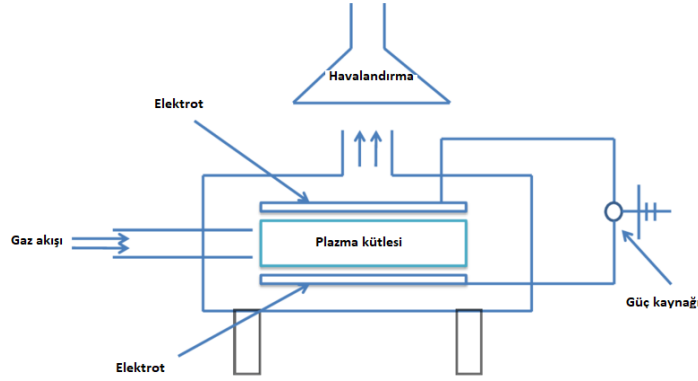 Havalandırma
Elektrot
Gaz akışı
Plazma kütlesi
Güç kaynağı
Elektrot